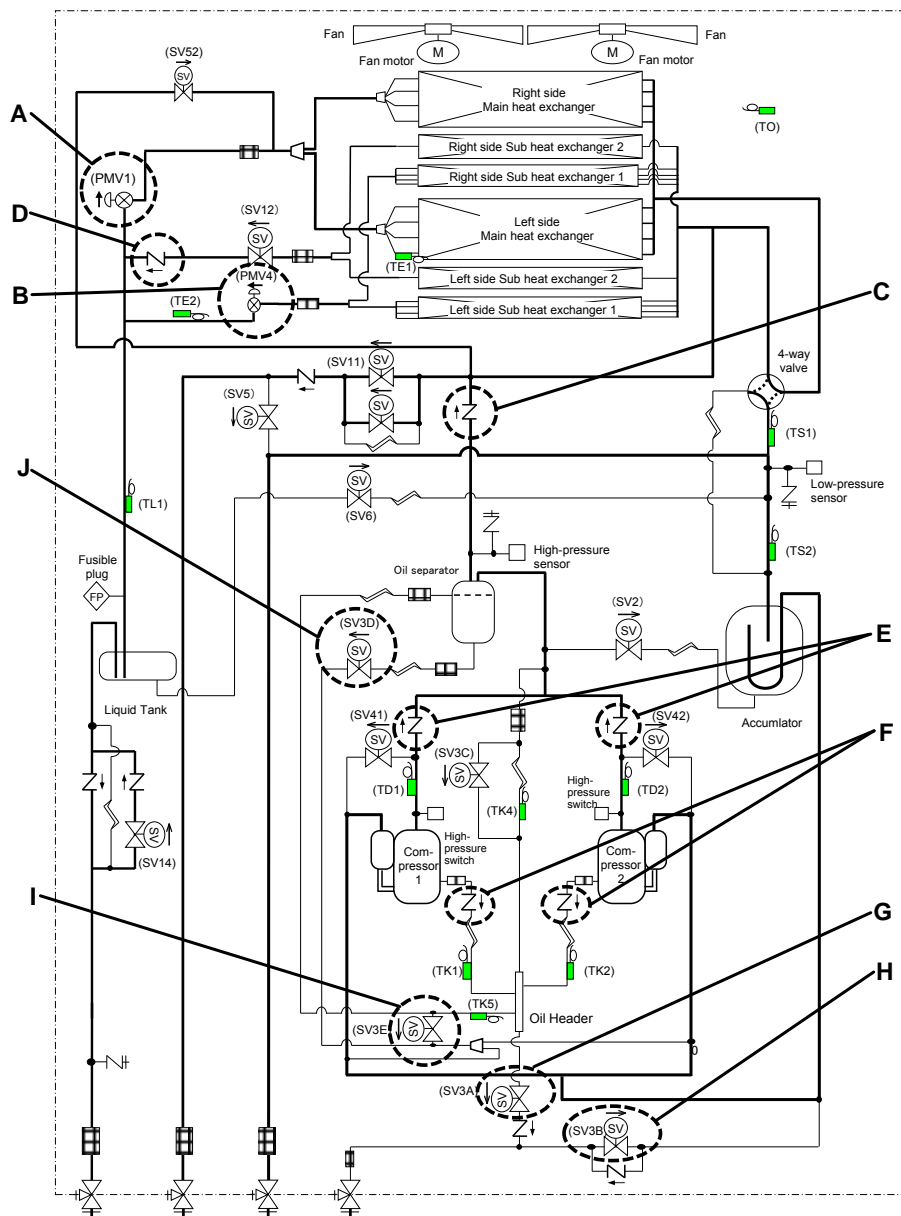 Fan
M
Fan motor
M
Fan motor
Fan
(SV52)
SV
Right side
Main heat exchanger
(TO)
A
(PMV1)
Right side Sub heat exchanger 2
Right side Sub heat exchanger 1
D
(SV12)
SV
Left side
Main heat exchanger
(TE1)
B
(PMV4)
Left side Sub heat exchanger 2
(TE2)
Left side Sub heat exchanger 1
C
4-way
valve
(SV11)
SV
(SV5)
SV
SV
(TS1)
J
(TL1)
SV
(SV6)
Low-pressure
sensor
High-pressure
sensor
(TS2)
Fusible
plug
FP
Oil separator
(SV3D)
SV
(SV2)
SV
E
Liquid Tank
Accumlator
(SV41)
SV
(SV42)
SV
F
(SV3C)
SV
(TD1)
High-
pressure
switch
(TD2)
(TK4)
SV
(SV14)
High-
pressure
switch
Com-
pressor
1
Com-
pressor
2
I
G
(TK1)
(TK2)
H
(TK5)
Oil Header
(SV3E)
SV
(SV3A)
SV
(SV3B)
SV